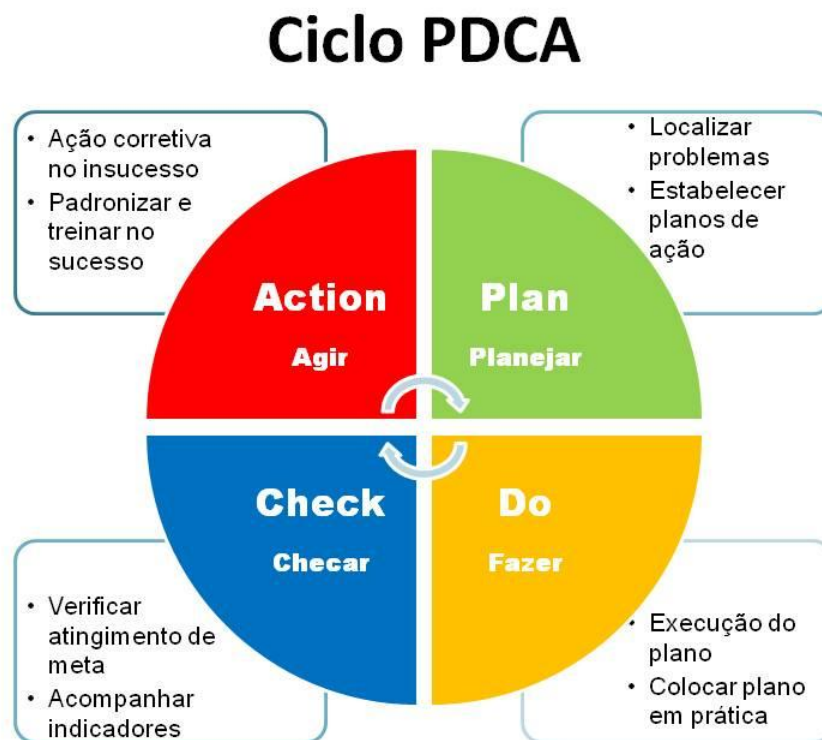 Ciclo PDCA
• Ação corretiva
no insucesso
• Padronizar e
treinar no
sucesso
• Localizar
problemas
• Estabelecer
planos de
ação
Action
Agir
Plan
Planejar
Check
Checar
Do
Fazer
• Verificar
atingimento de
meta
• Acompanhar
indicadores
• Execução do
plano
• Colocar plano
em prática